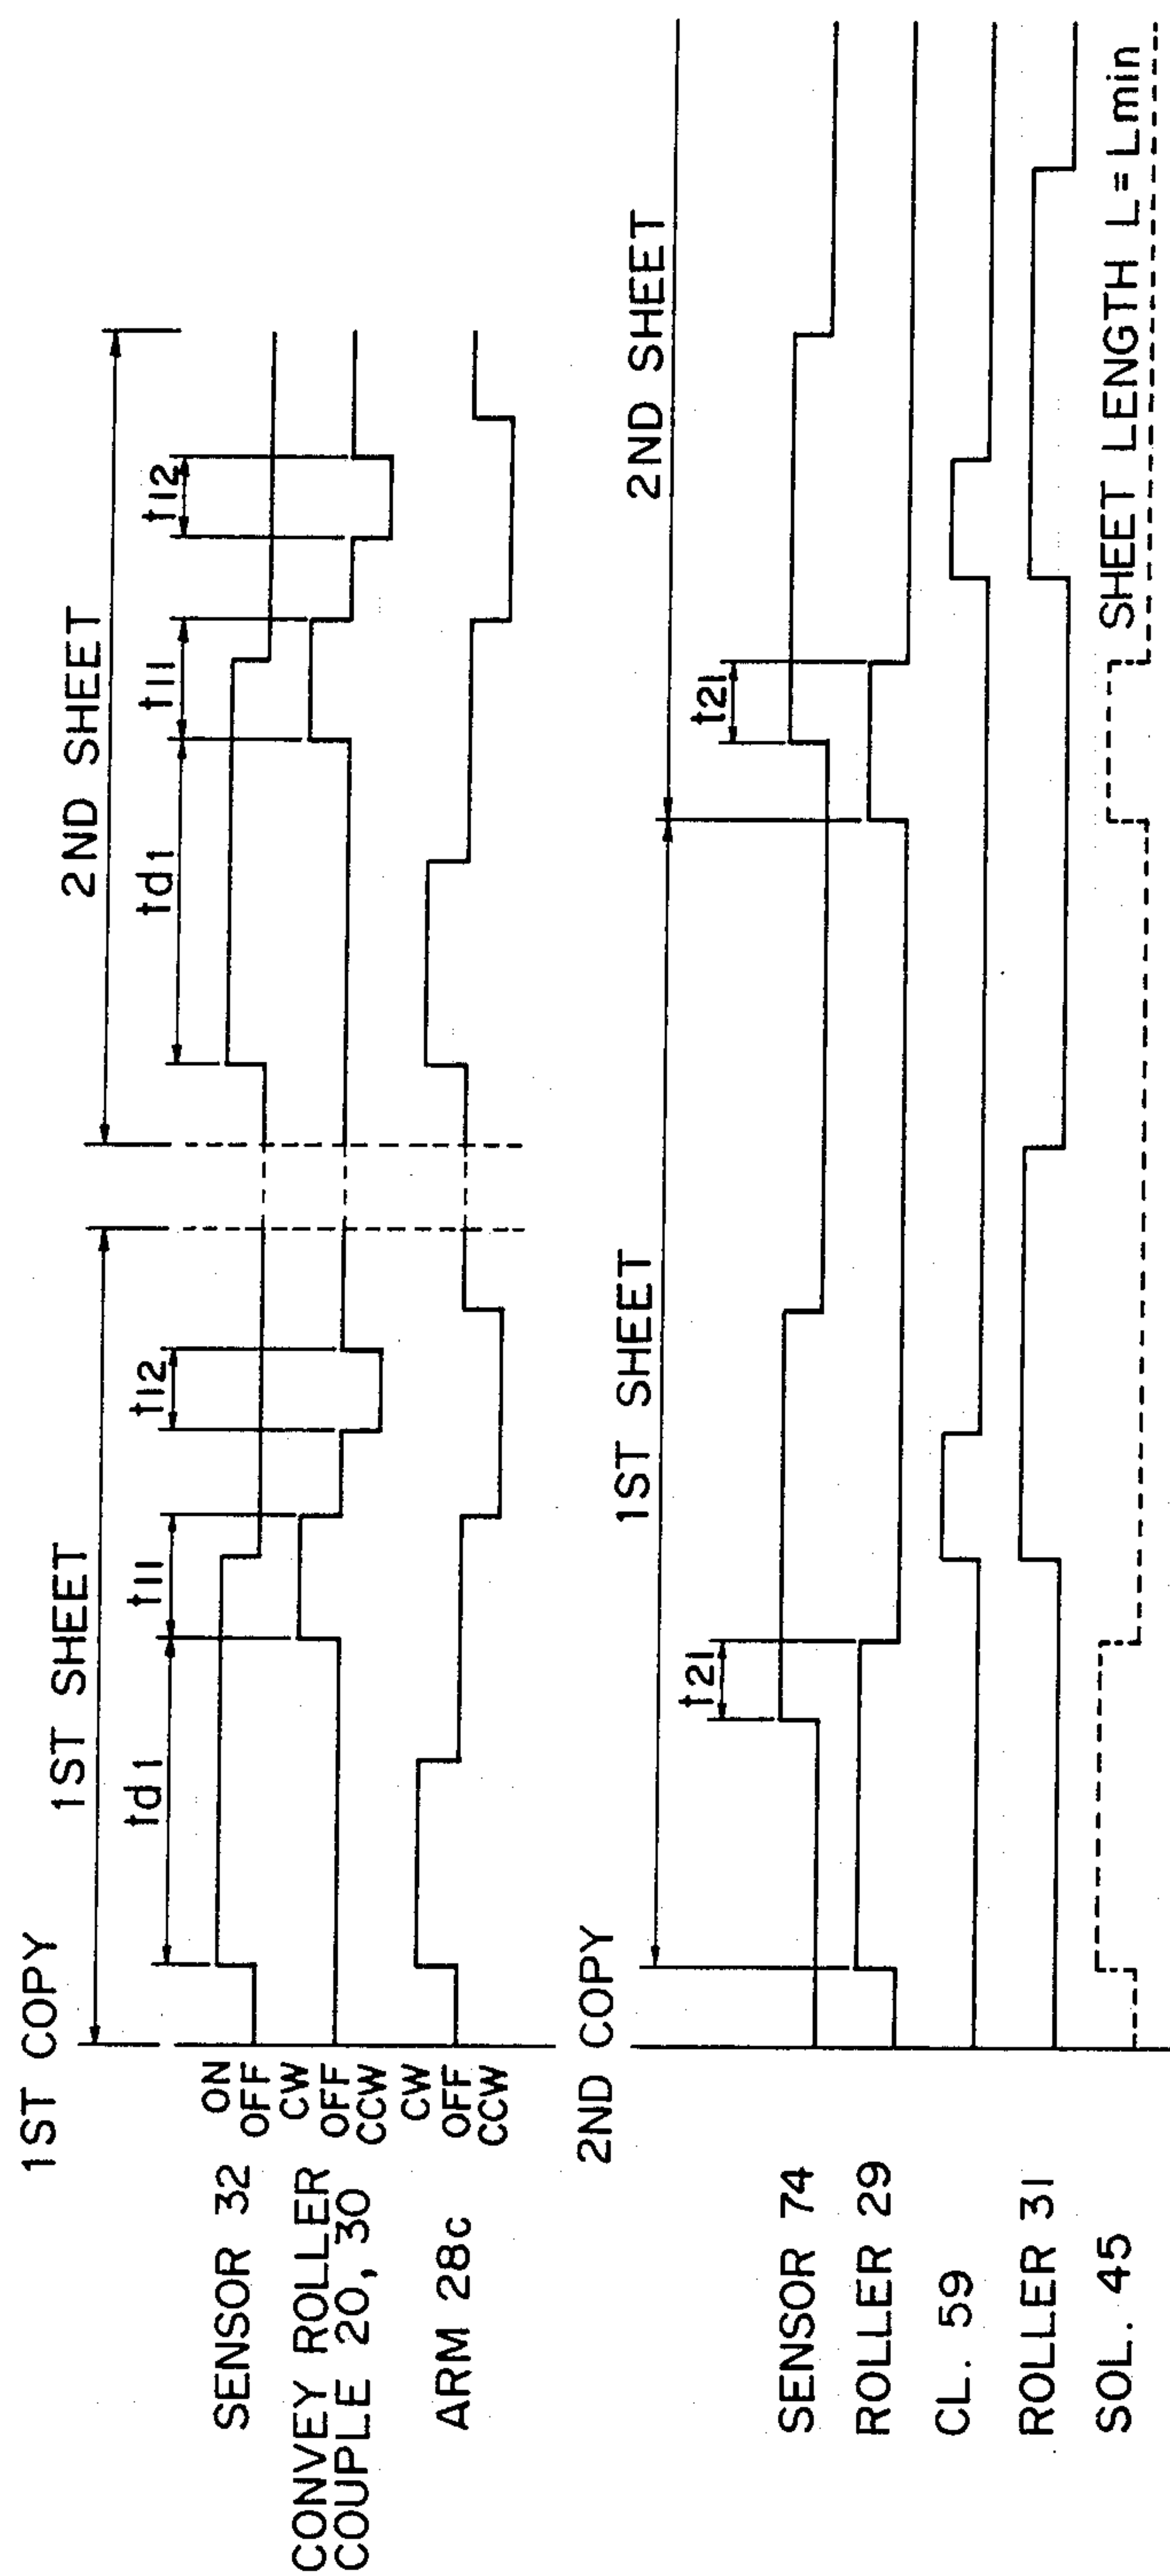 1ST COPY
1ST SHEET
2ND SHEET
td1
t11
t12
td1
t11
t12
SENSOR 32
ON
OFF
CONVEY ROLLER
COUPLE 20, 30
CW
OFF
CCW
ARM 28c
CW
OFF
CCW
2ND COPY
1ST SHEET
2ND SHEET
t21
t21
SENSOR 74
ROLLER 29
CL. 59
ROLLER 31
SOL. 45
SHEET LENGTH L=Lmin